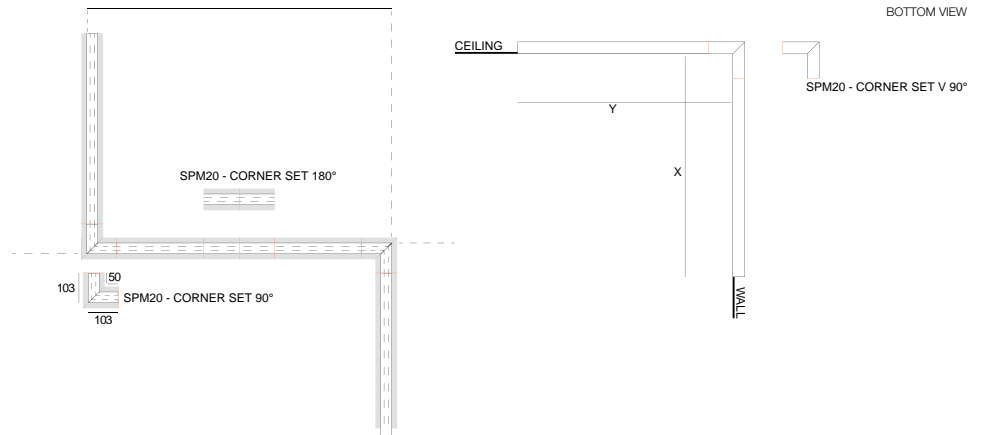 BOTTOM VIEW
CEILING
SPM20 - CORNER SET V 90°
Y
X
SPM20 - CORNER SET 180°
50
103
SPM20 - CORNER SET 90°
103
WALL